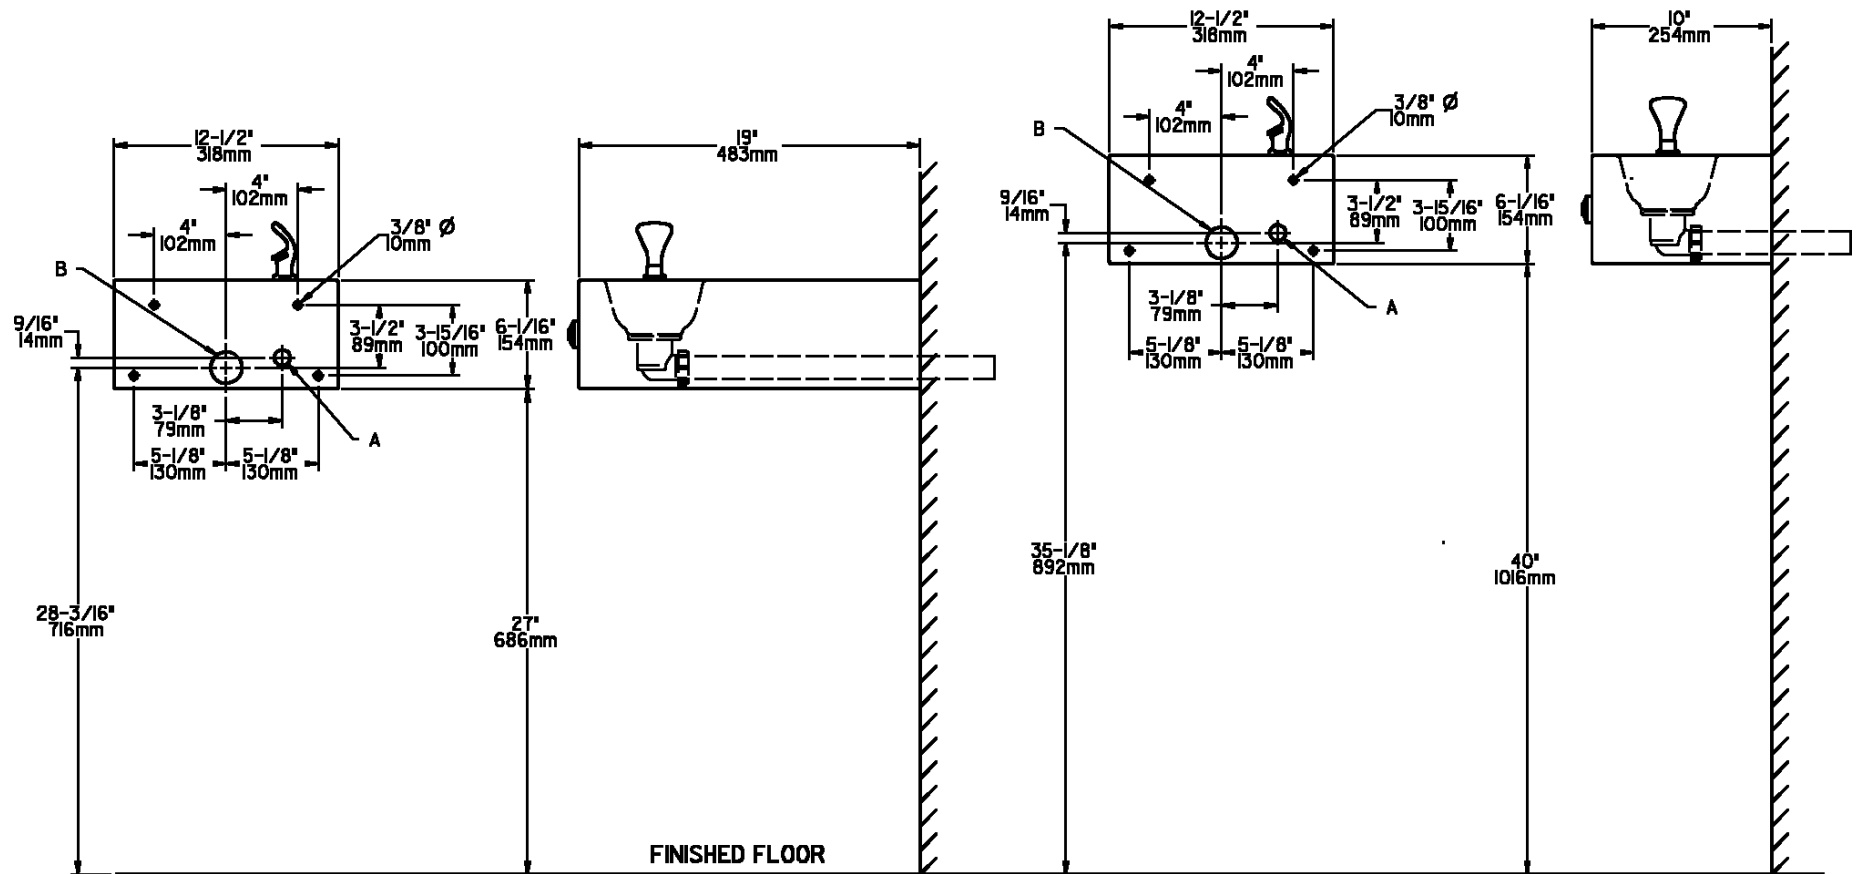 12-1/2"
318mm
4"
102mm
4"
102mm
3/8" Ø
10mm
B
9/16"
14mm
3-1/2"
89mm
3-15/16"
100mm
6-1/16"
154mm
3-1/8"
79mm
A
5-1/8"
130mm
5-1/8"
130mm
28-3/16"
716mm
27"
686mm
19"
483mm
FINISHED FLOOR
12-1/2"
318mm
4"
102mm
4"
102mm
3/8" Ø
10mm
B
9/16"
14mm
3-1/2"
89mm
3-15/16"
100mm
6-1/16"
154mm
3-1/8"
79mm
A
5-1/8"
130mm
5-1/8"
130mm
35-1/8"
892mm
40"
1016mm
10"
254mm